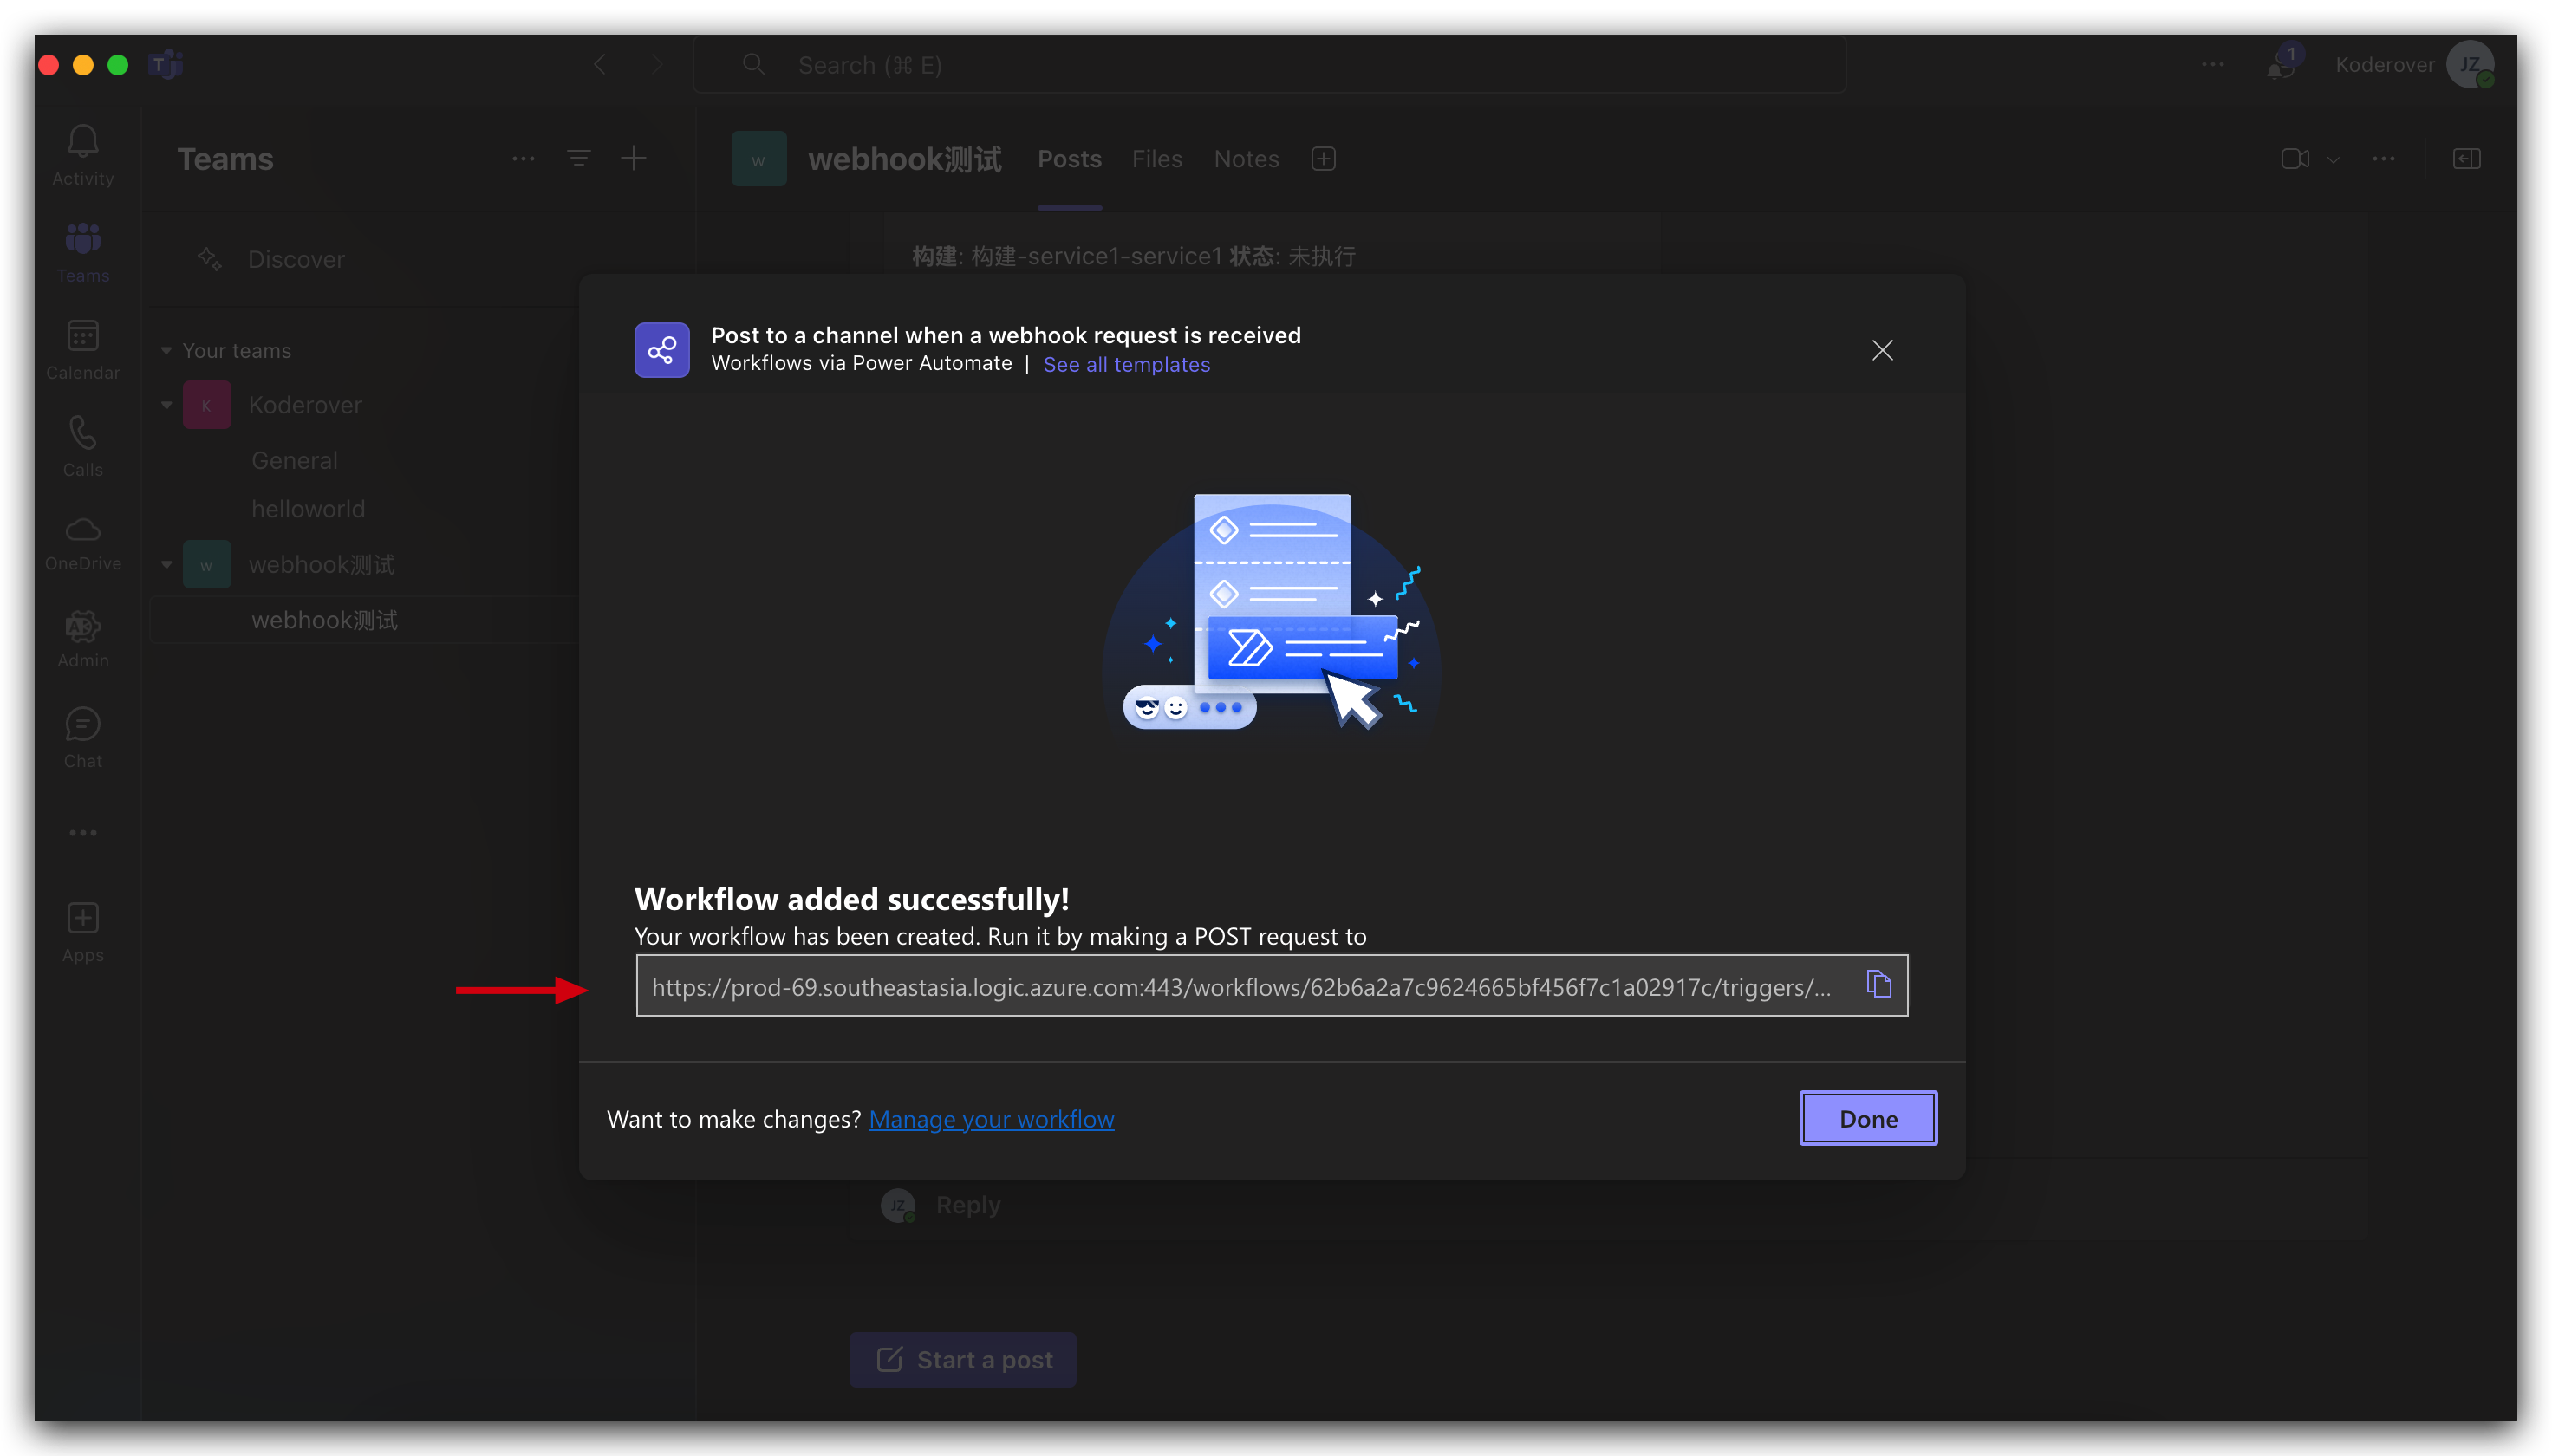 Search (⌘ E)
1
Koderover
JZ
Activity
Teams
Calendar
Calls
OneDrive
Admin
Chat
Apps
Teams
Discover
Your teams
K Koderover
General
helloworld
w webhook测试
webhook测试
w webhook测试 Posts Files Notes
构建: 构建-service1-service1 状态: 未执行
Post to a channel when a webhook request is received
Workflows via Power Automate | See all templates
Workflow added successfully!
Your workflow has been created. Run it by making a POST request to
https://prod-69.southeastasia.logic.azure.com:443/workflows/62b6a2a7c9624665bf456f7c1a02917c/triggers/...
Want to make changes? Manage your workflow
Done
JZ Reply
Start a post